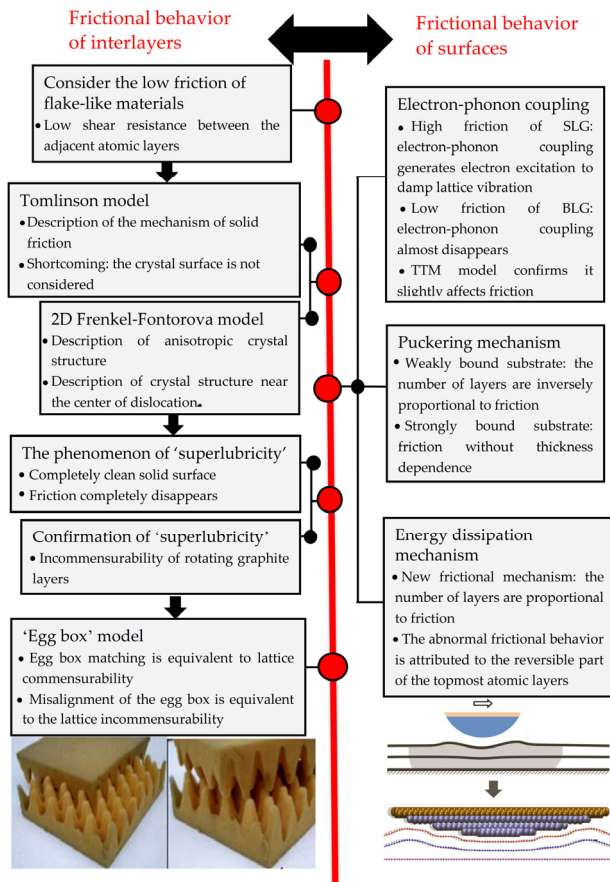 Frictional behavior
of interlayers
Frictional behavior
of surfaces
Consider the low friction of
flake-like materials
• Low shear resistance between the
adjacent atomic layers
Tomlinson model
• Description of the mechanism of solid
friction
• Shortcoming: the crystal surface is not
considered
2D Frenkel-Fontorova model
• Description of anisotropic crystal
structure
• Description of crystal structure near
the center of dislocation.
The phenomenon of ‘superlubricity’
• Completely clean solid surface
• Friction completely disappears
Confirmation of ‘superlubricity’
• Incommensurability of rotating graphite
layers
‘Egg box’ model
• Egg box matching is equivalent to lattice
commensurability
• Misalignment of the egg box is equivalent
to the lattice incommensurability
Electron-phonon coupling
• High friction of SLG:
electron-phonon coupling
generates electron excitation to
damp lattice vibration
• Low friction of BLG:
electron-phonon coupling
almost disappears
• TTM model confirms it
slightly affects friction
Puckering mechanism
• Weakly bound substrate: the
number of layers are inversely
proportional to friction
• Strongly bound substrate:
friction without thickness
dependence
Energy dissipation
mechanism
• New frictional mechanism: the
number of layers are proportional
to friction
• The abnormal frictional behavior
is attributed to the reversible part
of the topmost atomic layers